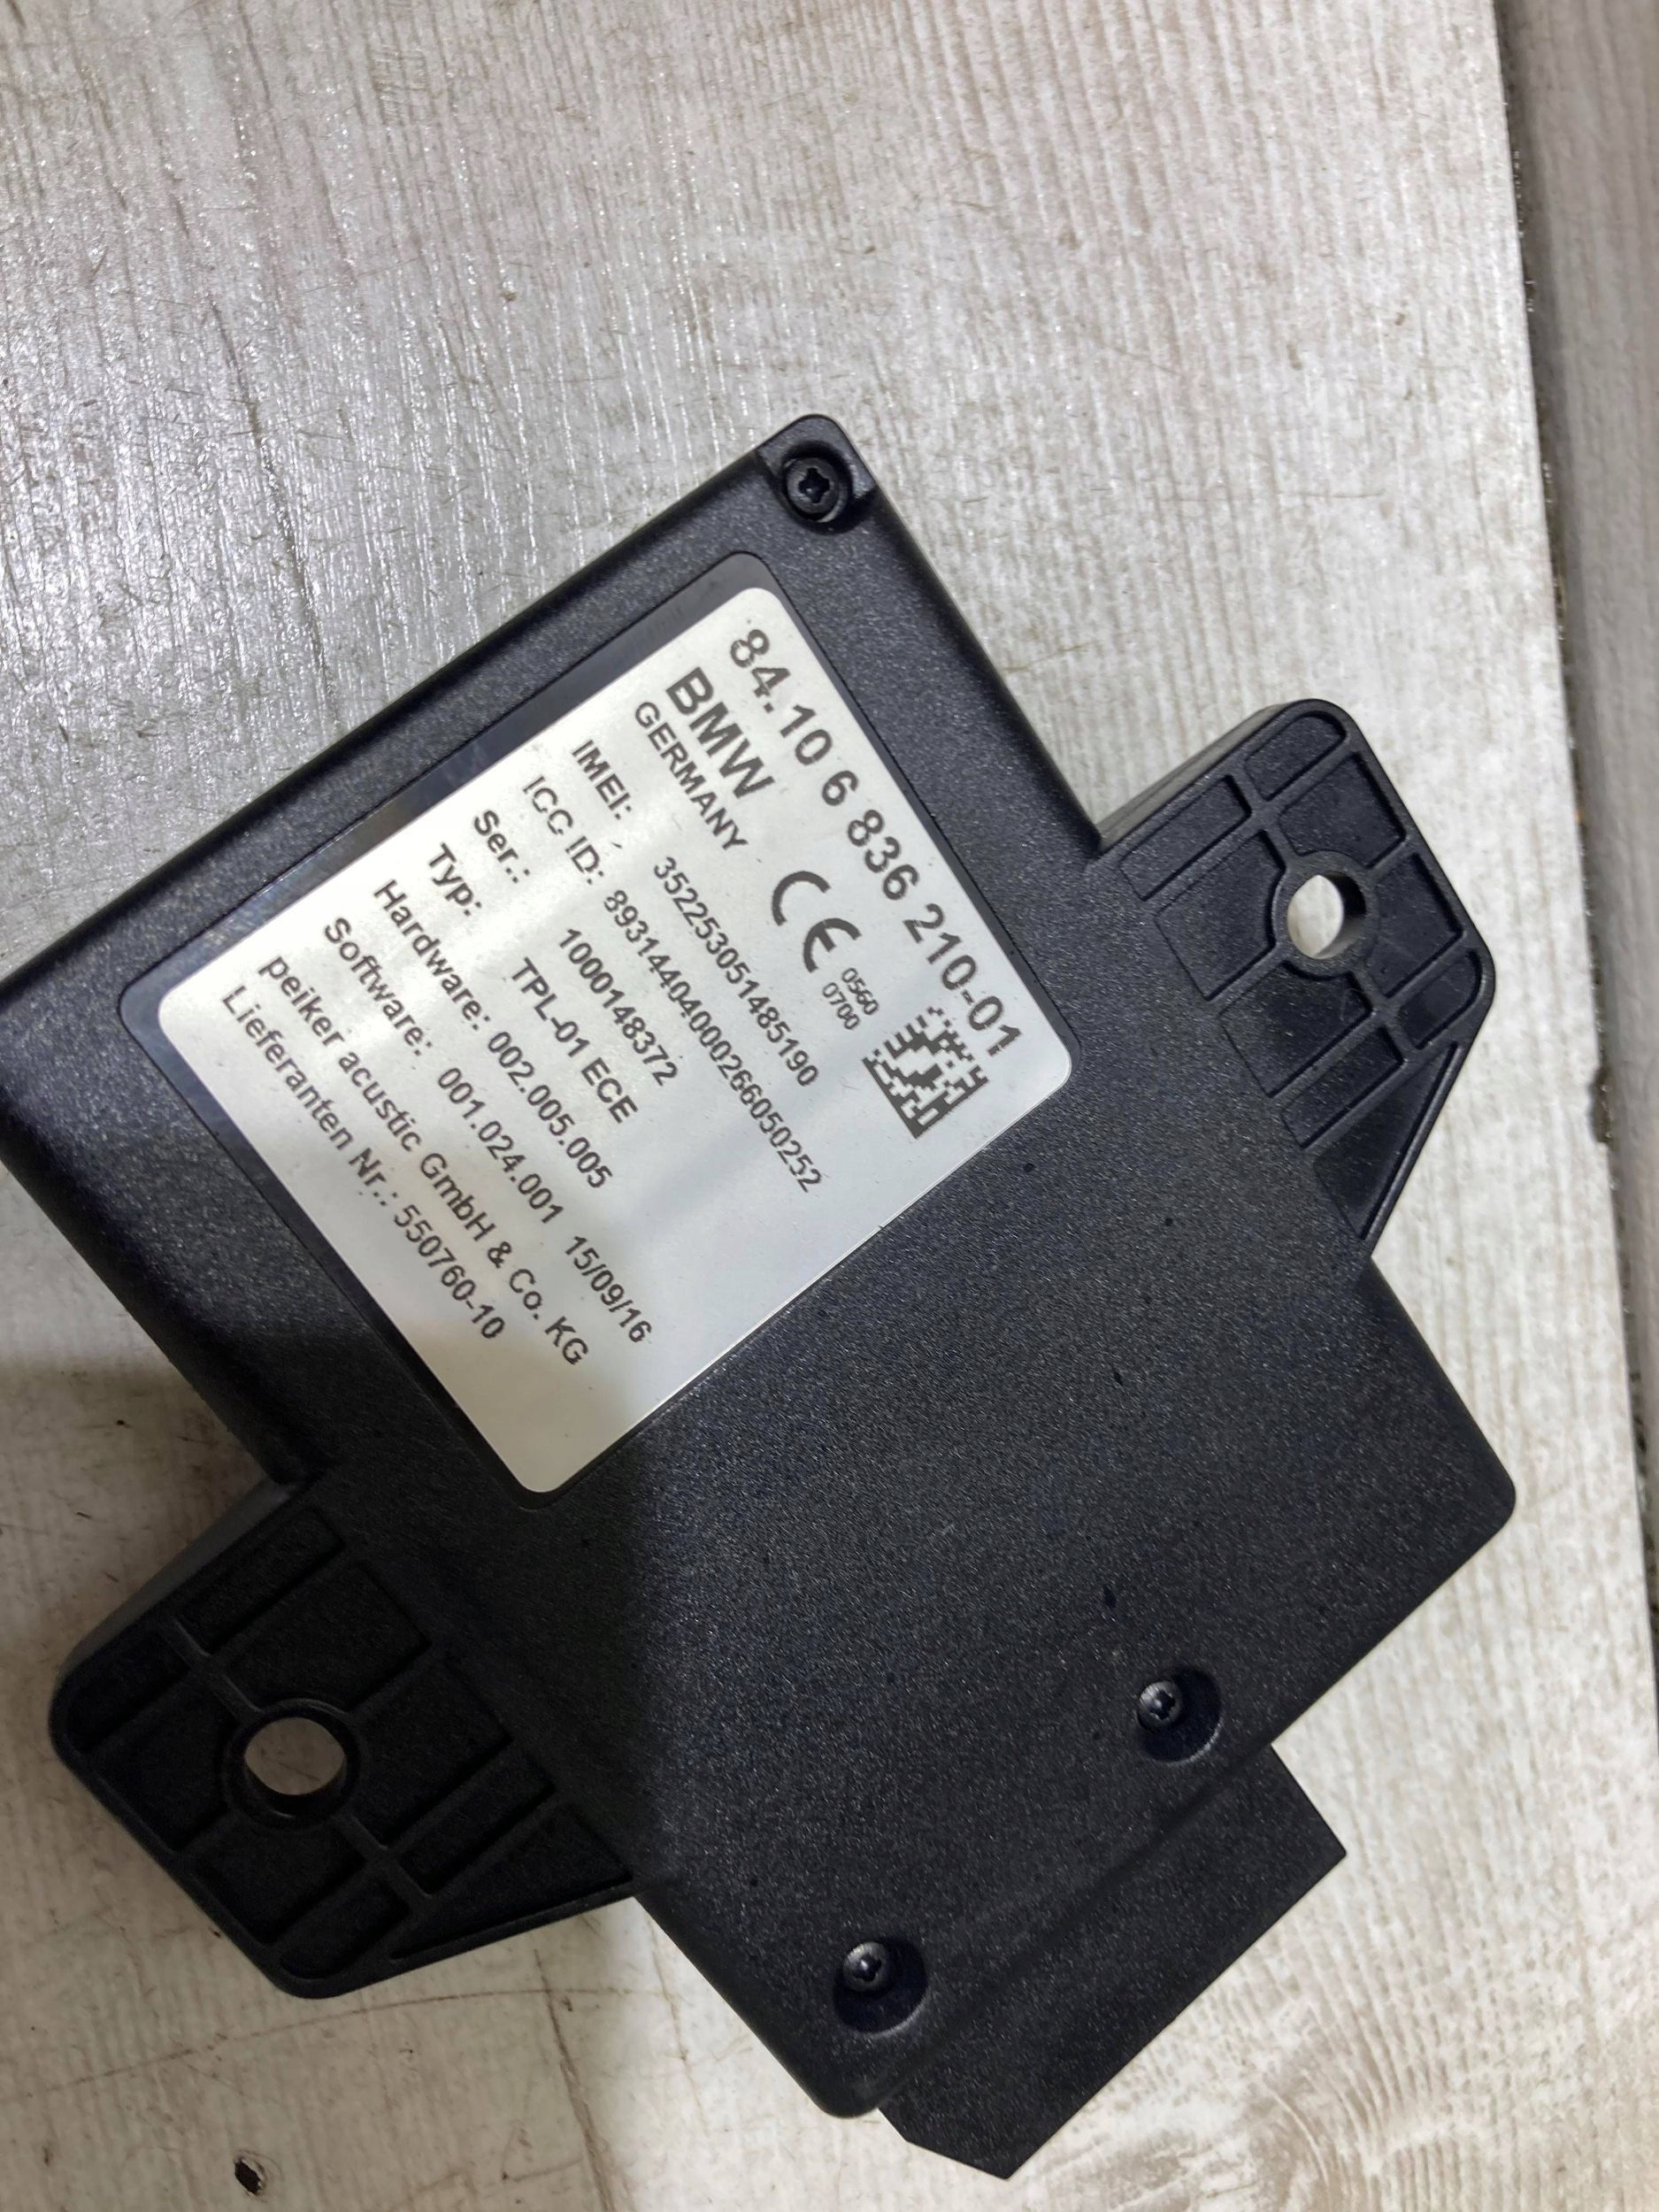 84.10 6 836 210-01
BMW
GERMANY
0560
0700
IMEI: 352253051485190
ICC ID: 89314404000266050252
Ser.: 1000148372
Typ: TPL-01 ECE
Hardware: 002.005.005
Software: 001.024.001 15/09/16
peiker acustic GmbH & Co. KG
Lieferanten Nr.: 550760-10